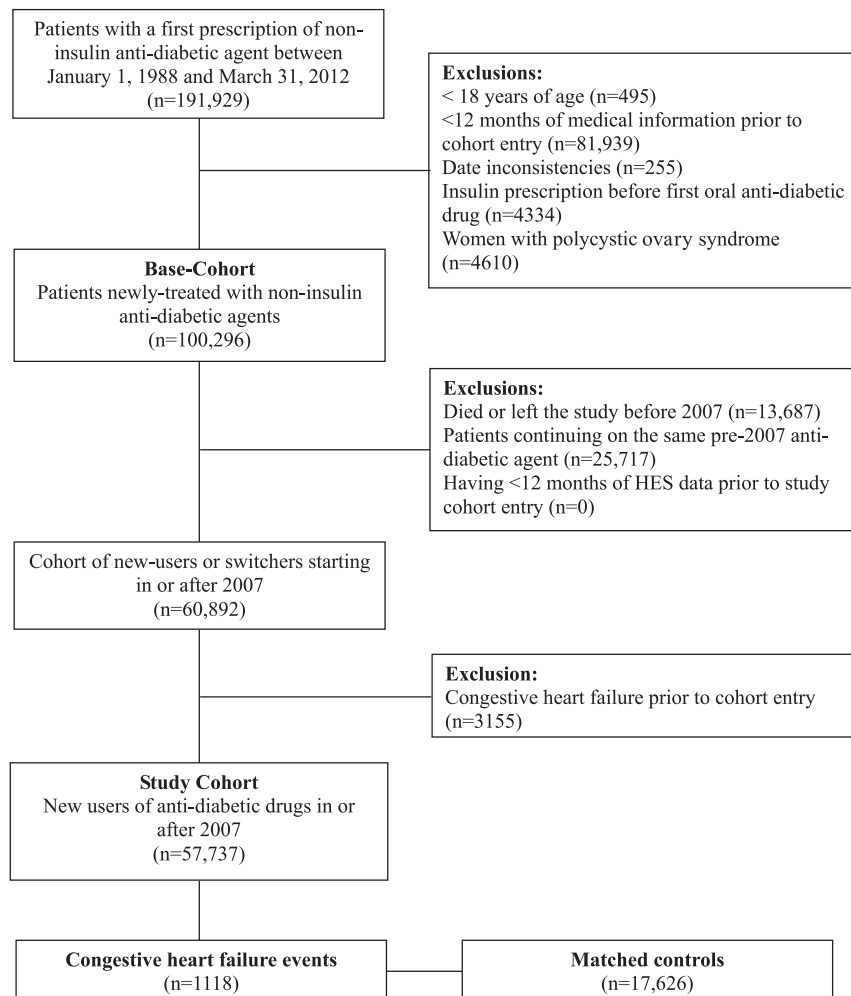 Patients with a first prescription of non-
insulin anti-diabetic agent between
January 1, 1988 and March 31, 2012
(n=191,929)
Exclusions:
< 18 years of age (n=495)
<12 months of medical information prior to
cohort entry (n=81,939)
Date inconsistencies (n=255)
Insulin prescription before first oral anti-diabetic
drug (n=4334)
Women with polycystic ovary syndrome
(n=4610)
Base-Cohort
Patients newly-treated with non-insulin
anti-diabetic agents
(n=100,296)
Exclusions:
Died or left the study before 2007 (n=13,687)
Patients continuing on the same pre-2007 anti-
diabetic agent (n=25,717)
Having <12 months of HES data prior to study
cohort entry (n=0)
Cohort of new-users or switchers starting
in or after 2007
(n=60,892)
Exclusion:
Congestive heart failure prior to cohort entry
(n=3155)
Study Cohort
New users of anti-diabetic drugs in or
after 2007
(n=57,737)
Congestive heart failure events
(n=1118)
Matched controls
(n=17,626)